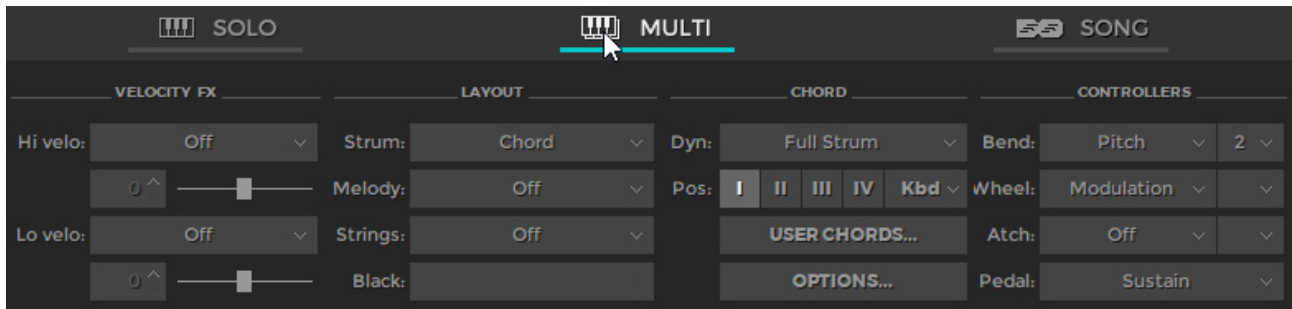 SOLO MULTI SONG
VELOCITY FX LAYOUT CHORD CONTROLLERS
Hi velo: Off Strum: Chord Dyn: Full Strum Bend: Pitch 2
0 Melody: Off Pos: I II III IV Kbd Wheel: Modulation
Lo velo: Off Strings: Off USER CHORDS... Atch: Off
0 Black: OPTIONS... Pedal: Sustain